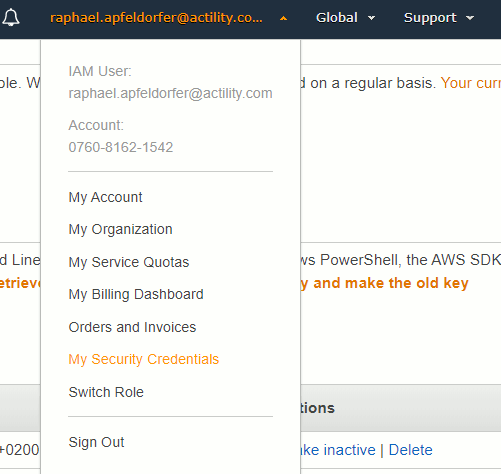 raphael.apfeldorfer@actility.co... Global Support
IAM User:
ple. W raphael.apfeldorfer@actility.com d on a regular basis. Your curr
Account:
0760-8162-1542
My Account
My Organization
d Line My Service Quotas ws PowerShell, the AWS SDK
etrieve My Billing Dashboard y and make the old key
Orders and Invoices
My Security Credentials
Switch Role tions
Sign Out
+0200 ke inactive | Delete